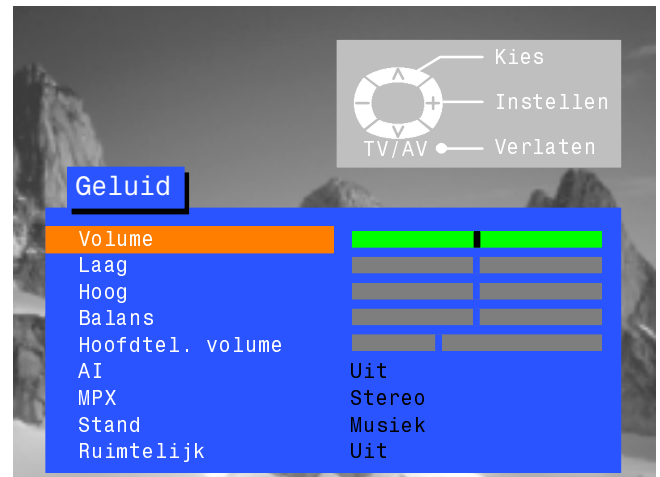 Kies
Instellen
TV/AV Verlaten
Geluid
Volume
Laag
Hoog
Balans
Hoofdtel. volume
AI Uit
MPX Stereo
Stand Musiek
Ruimtelijk Uit